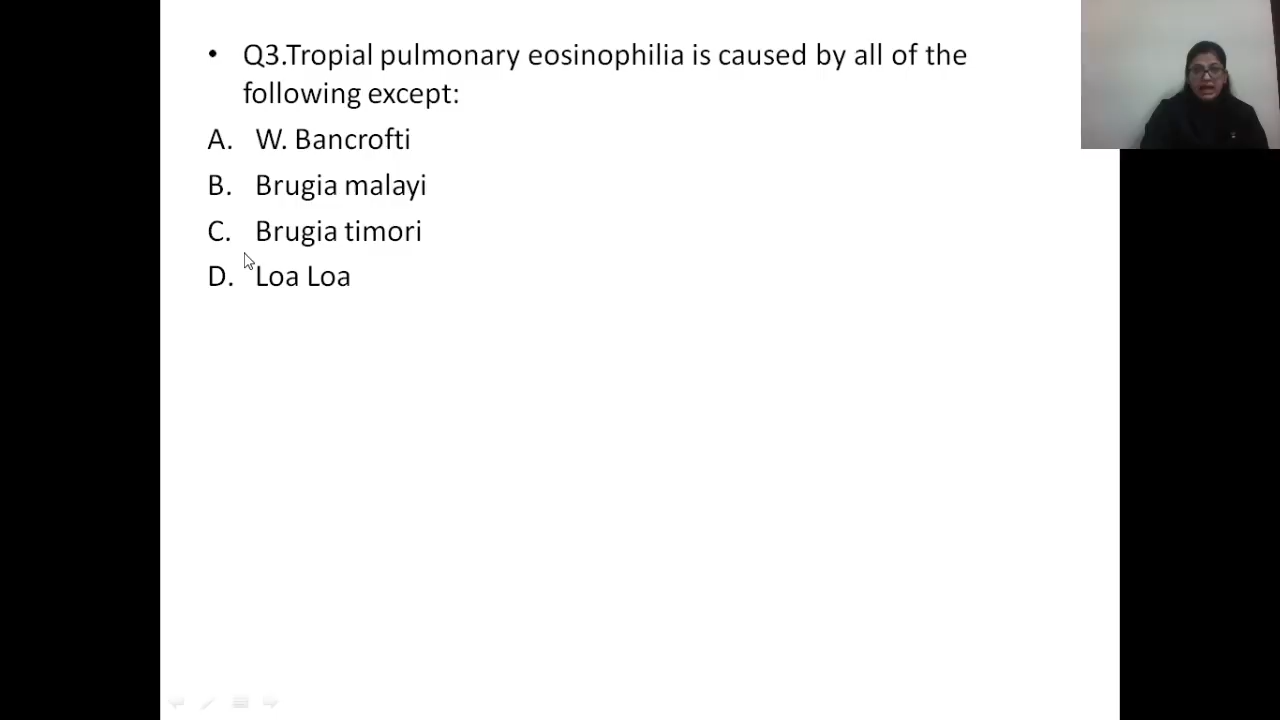 • Q3.Tropial pulmonary eosinophilia is caused by all of the
following except:
A. W. Bancrofti
B. Brugia malayi
C. Brugia timori
D. Loa Loa